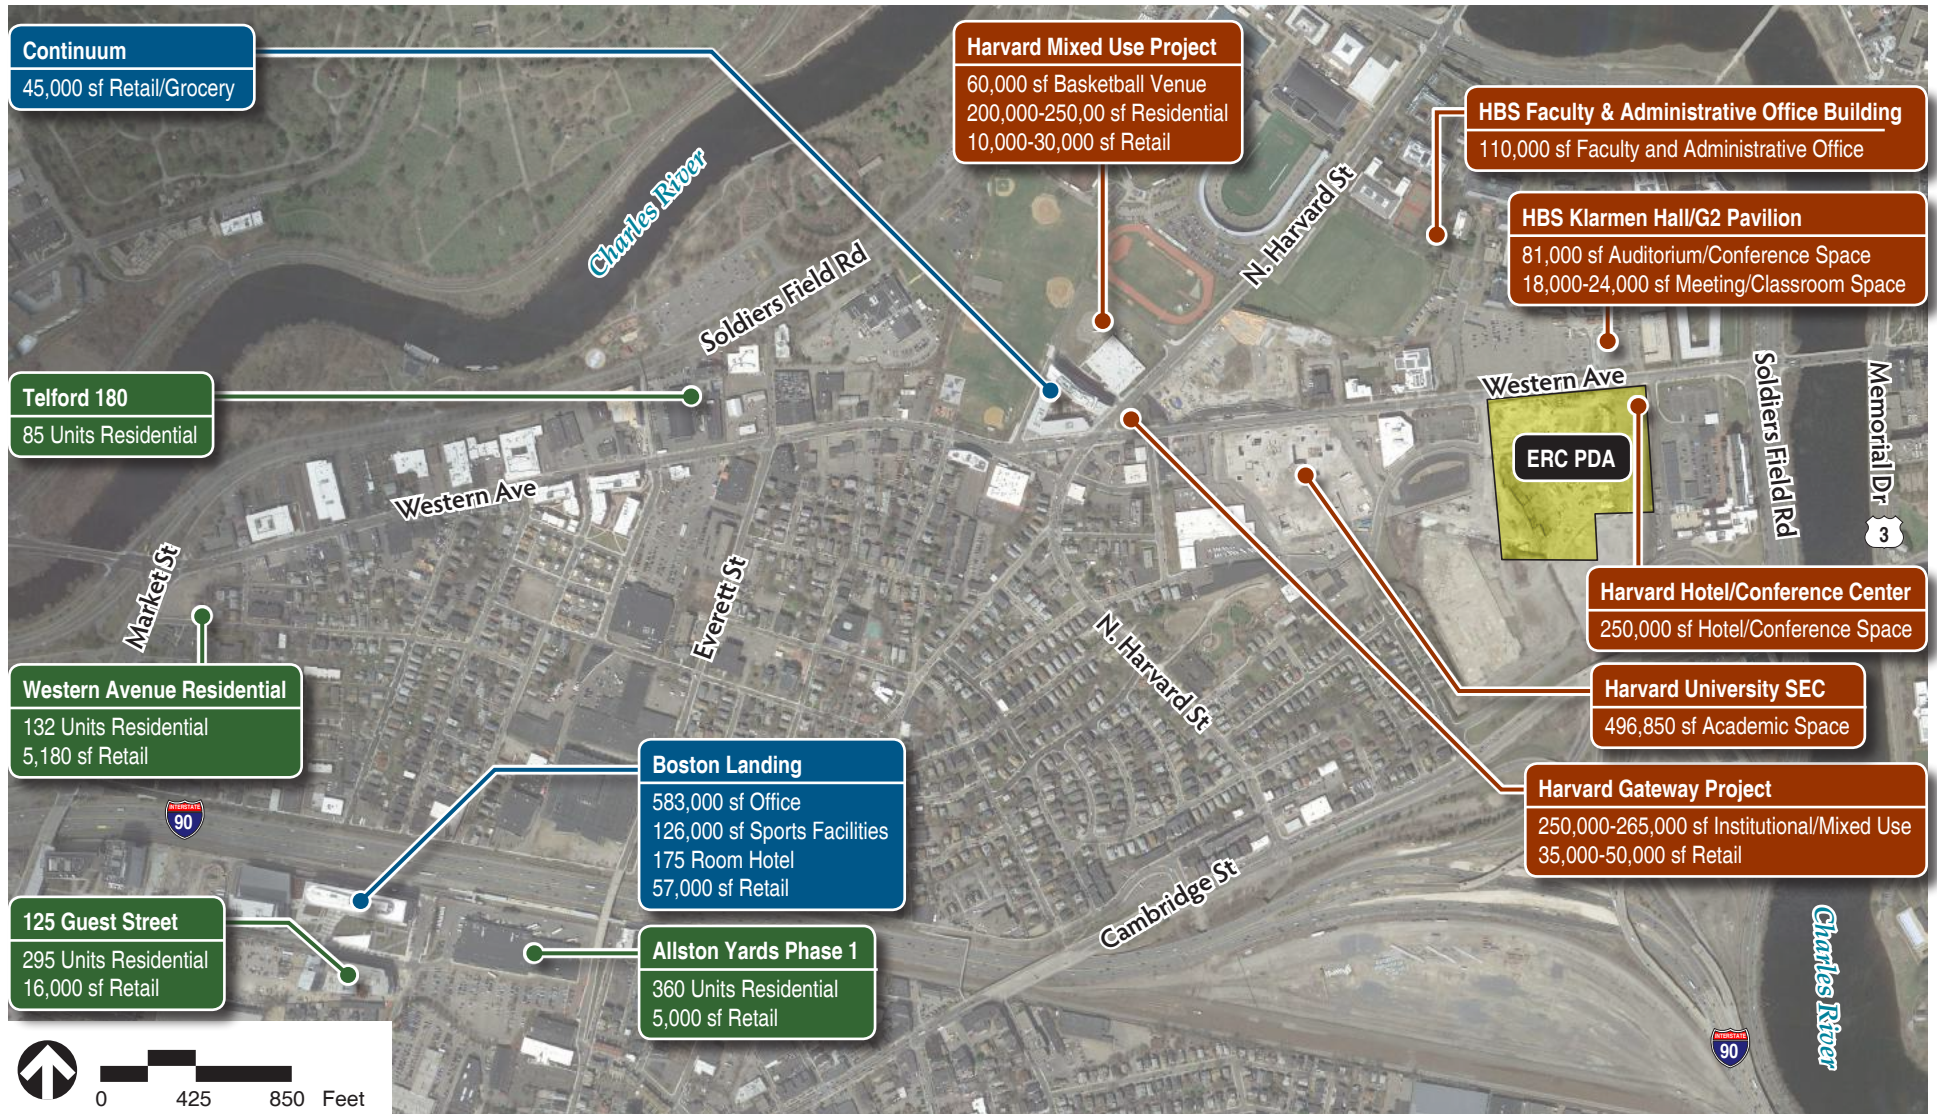 Continuum
45,000 sf Retail/Grocery
Harvard Mixed Use Project
60,000 sf Basketball Venue
200,000-250,00 sf Residential
10,000-30,000 sf Retail
HBS Faculty & Administrative Office Building
110,000 sf Faculty and Administrative Office
HBS Klarmen Hall/G2 Pavilion
81,000 sf Auditorium/Conference Space
18,000-24,000 sf Meeting/Classroom Space
Charles River
N. Harvard St
Soldiers Field Rd
Telford 180
85 Units Residential
Western Ave
Soldiers Field Rd
Memorial Dr
3
ERC PDA
Western Ave
Market St
Everett St
N. Harvard St
Harvard Hotel/Conference Center
250,000 sf Hotel/Conference Space
Western Avenue Residential
132 Units Residential
5,180 sf Retail
Harvard University SEC
496,850 sf Academic Space
Boston Landing
583,000 sf Office
126,000 sf Sports Facilities
175 Room Hotel
57,000 sf Retail
Harvard Gateway Project
250,000-265,000 sf Institutional/Mixed Use
35,000-50,000 sf Retail
INTERSTATE
90
Cambridge St
125 Guest Street
295 Units Residential
16,000 sf Retail
Allston Yards Phase 1
360 Units Residential
5,000 sf Retail
Charles River
INTERSTATE
90
0 425 850 Feet